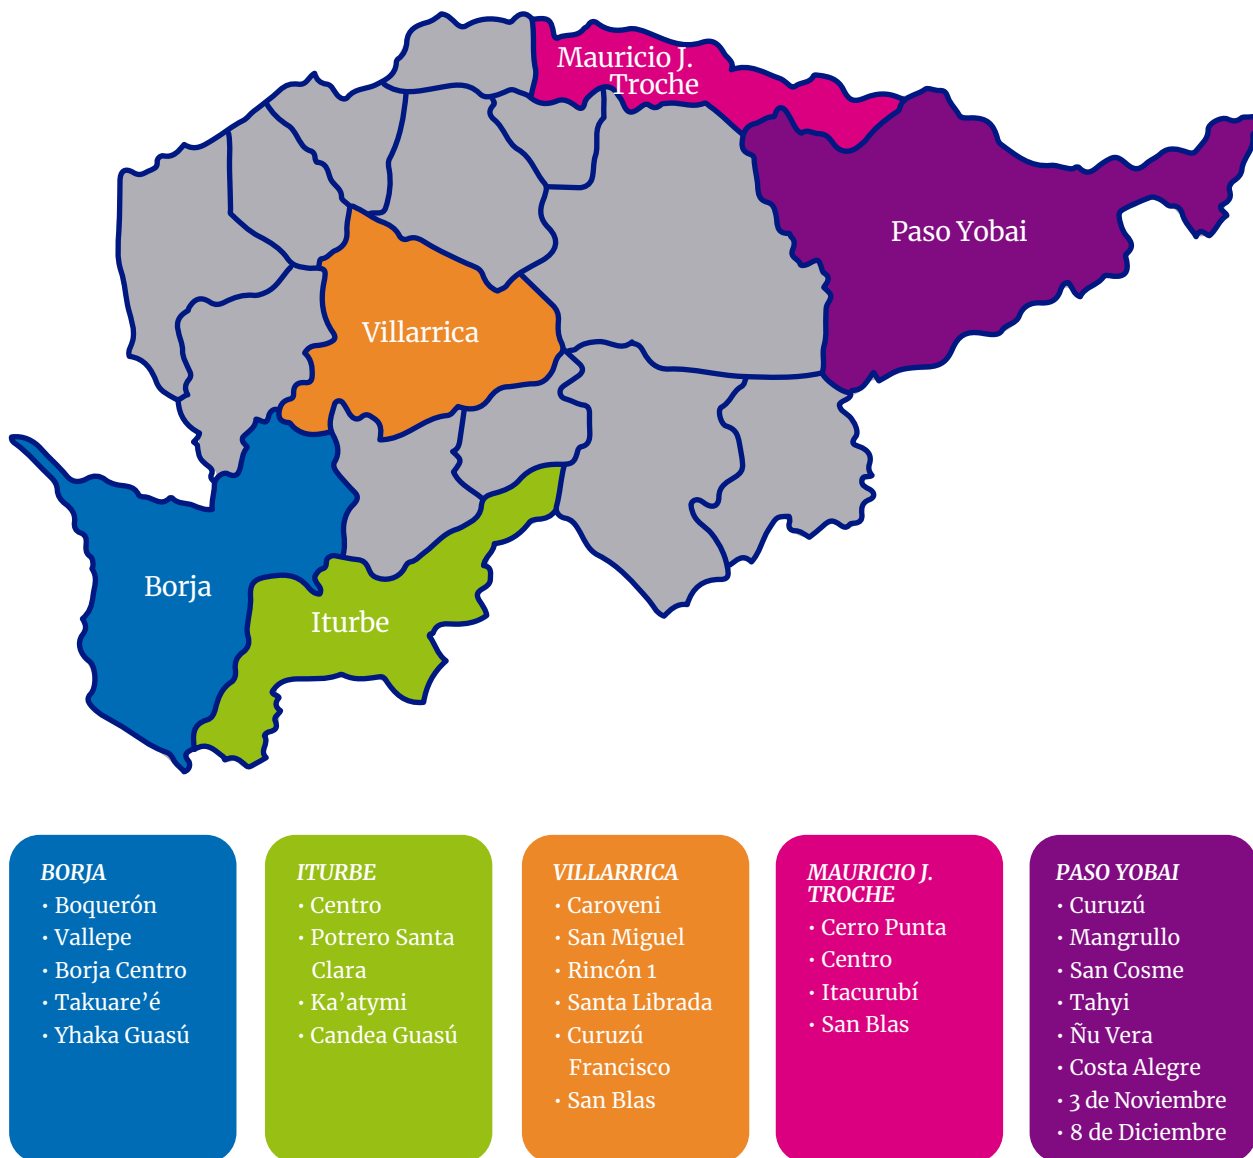 Mauricio J.
Troche
Paso Yobai
Villarrica
Borja
Iturbe
BORJA
· Boquerón
· Vallepe
· Borja Centro
· Takuare’é
· Yhaka Guasú
ITURBE
· Centro
· Potrero Santa
Clara
· Ka’atymi
· Candea Guasú
VILLARRICA
· Caroveni
· San Miguel
· Rincón 1
· Santa Librada
· Curuzú
Francisco
· San Blas
MAURICIO J.
TROCHE
· Cerro Punta
· Centro
· Itacurubí
· San Blas
PASO YOBAI
· Curuzú
· Mangrullo
· San Cosme
· Tahyi
· Ñu Vera
· Costa Alegre
· 3 de Noviembre
· 8 de Diciembre